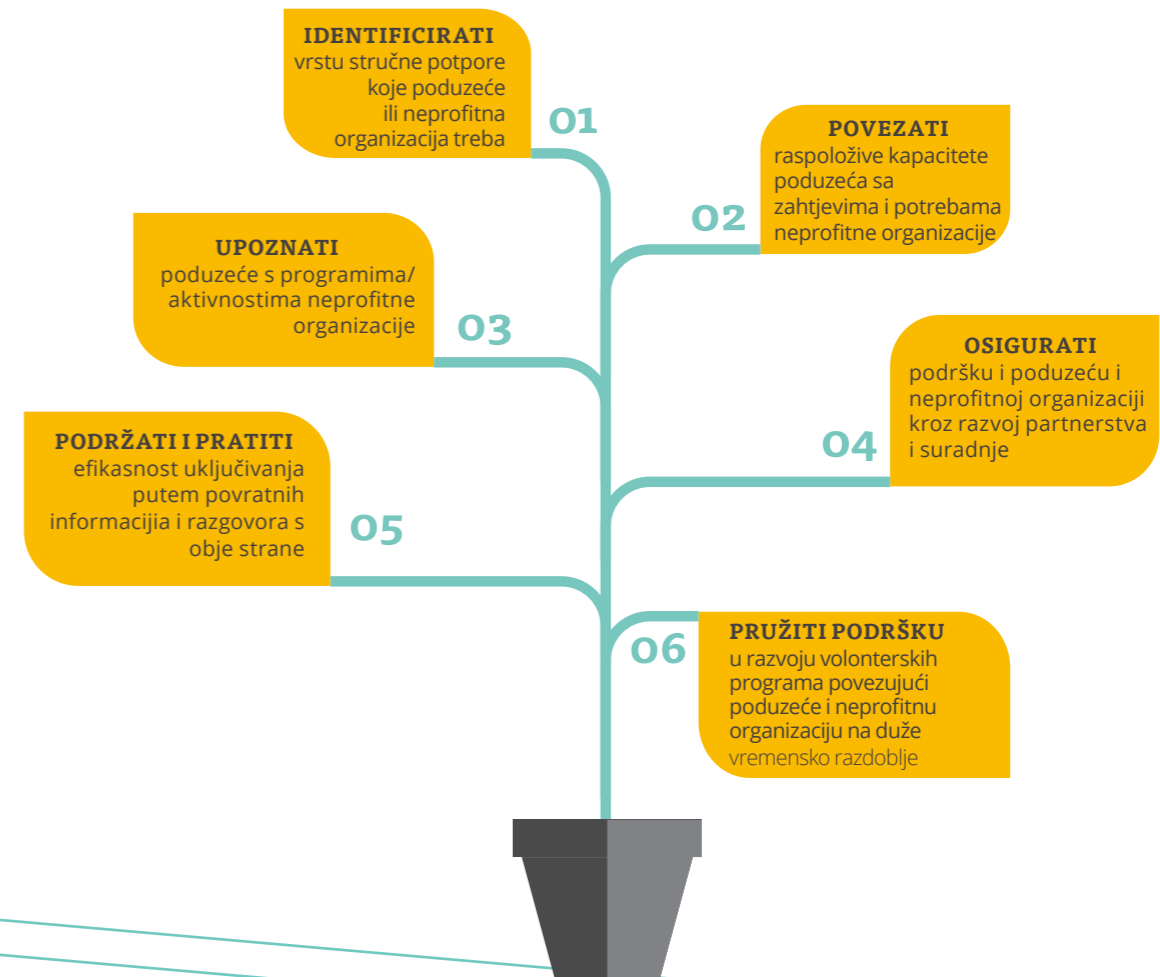 01
IDENTIFICIRATI
vrstu stručne potpore
koje poduzeće
ili neprofitna
organizacija treba
02
POVEZATI
raspoložive kapacitete
poduzeća sa
zahtjevima i potrebama
neprofitne organizacije
03
UPOZNATI
poduzeće s programima/
aktivnostima neprofitne
organizacije
04
OSIGURATI
podršku i poduzeću i
neprofitnoj organizaciji
kroz razvoj partnerstva
i suradnje
05
PODRŽATI I PRATITI
efikasnost uključivanja
putem povratnih
informacijia i razgovora s
obje strane
06
PRUŽITI PODRŠKU
u razvoju volonterskih
programa povezujući
poduzeće i neprofitnu
organizaciju na duže
vremensko razdoblje